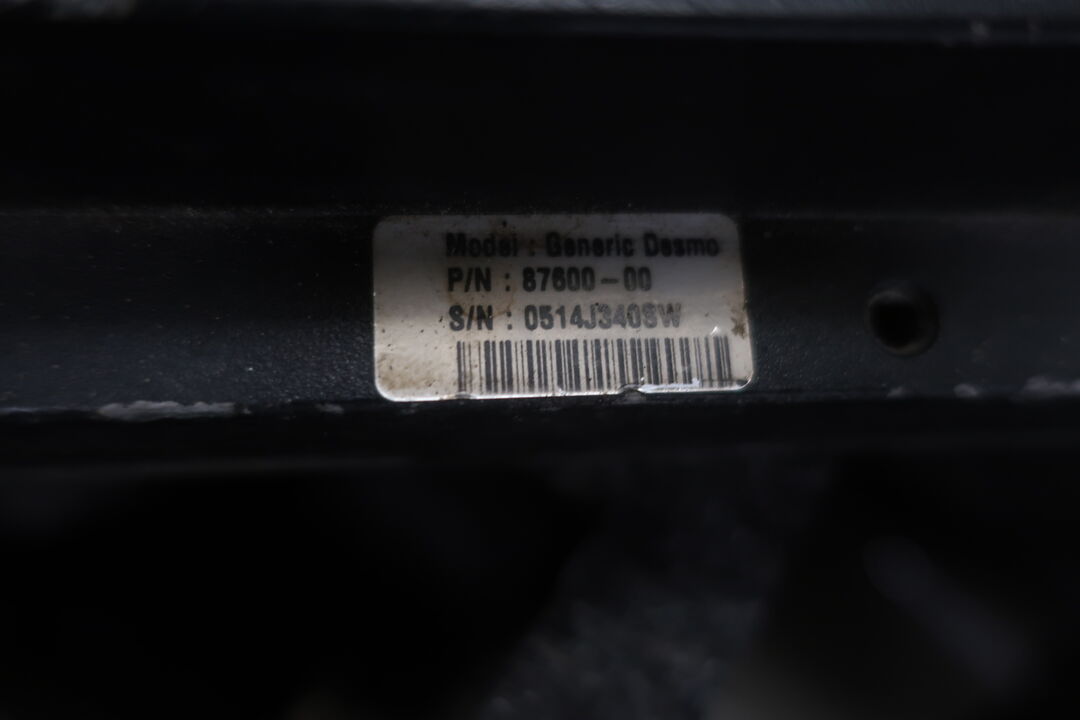 Model : Generic Desmo
P/N : 87600-00
S/N : 0514J3408W